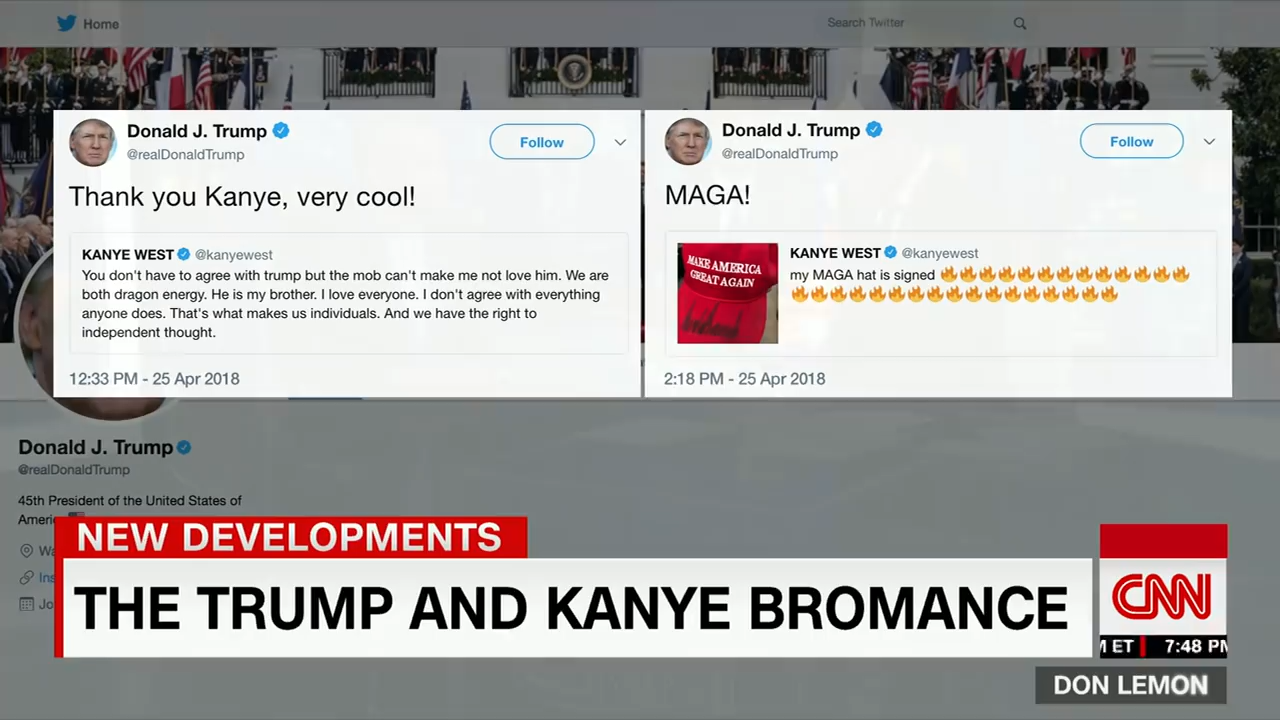 Home
Search Twitter
Donald J. Trump
@realDonaldTrump
Follow
Thank you Kanye, very cool!
KANYE WEST @kanyewest
You don't have to agree with trump but the mob can't make me not love him. We are
both dragon energy. He is my brother. I love everyone. I don't agree with everything
anyone does. That's what makes us individuals. And we have the right to
independent thought.
12:33 PM - 25 Apr 2018
Donald J. Trump
@realDonaldTrump
Follow
MAGA!
MAKE AMERICA
GREAT AGAIN
KANYE WEST @kanyewest
my MAGA hat is signed 🔥🔥🔥🔥🔥🔥🔥🔥🔥🔥🔥🔥🔥
🔥🔥🔥🔥🔥🔥🔥🔥🔥🔥🔥🔥🔥🔥🔥🔥🔥
2:18 PM - 25 Apr 2018
Donald J. Trump
@realDonaldTrump
45th President of the United States of
NEW DEVELOPMENTS
THE TRUMP AND KANYE BROMANCE
CNN
ET 7:48 PM
DON LEMON